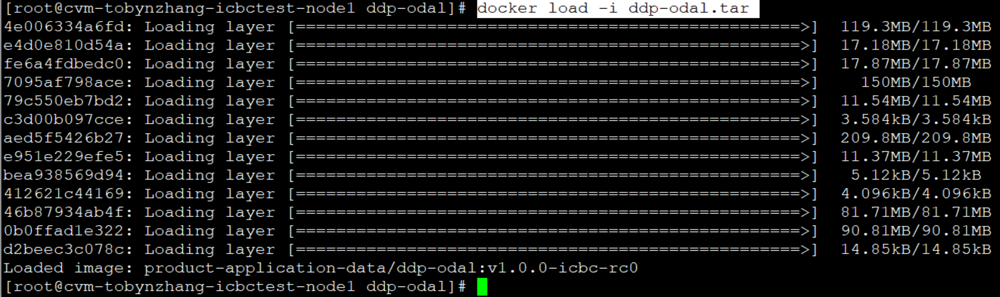 [root@cvm-tobynzhang-icbctest-node1 ddp-odal]# docker load -i ddp-odal.tar
4e006334a6fd: Loading layer [==================================================>] 119.3MB/119.3MB
e4d0e810d54a: Loading layer [==================================================>] 17.18MB/17.18MB
fe6a4fdbedc0: Loading layer [==================================================>] 17.87MB/17.87MB
7095af798ace: Loading layer [==================================================>] 150MB/150MB
79c550eb7bd2: Loading layer [==================================================>] 11.54MB/11.54MB
c3d00b097cce: Loading layer [==================================================>] 3.584kB/3.584kB
aed5f5426b27: Loading layer [==================================================>] 209.8MB/209.8MB
e951e229efe5: Loading layer [==================================================>] 11.37MB/11.37MB
bea938569d94: Loading layer [==================================================>] 5.12kB/5.12kB
412621c44169: Loading layer [==================================================>] 4.096kB/4.096kB
46b87934ab4f: Loading layer [==================================================>] 81.71MB/81.71MB
0b0ffad1e322: Loading layer [==================================================>] 90.81MB/90.81MB
d2beec3c078c: Loading layer [==================================================>] 14.85kB/14.85kB
Loaded image: product-application-data/ddp-odal:v1.0.0-icbc-rc0
[root@cvm-tobynzhang-icbctest-node1 ddp-odal]#